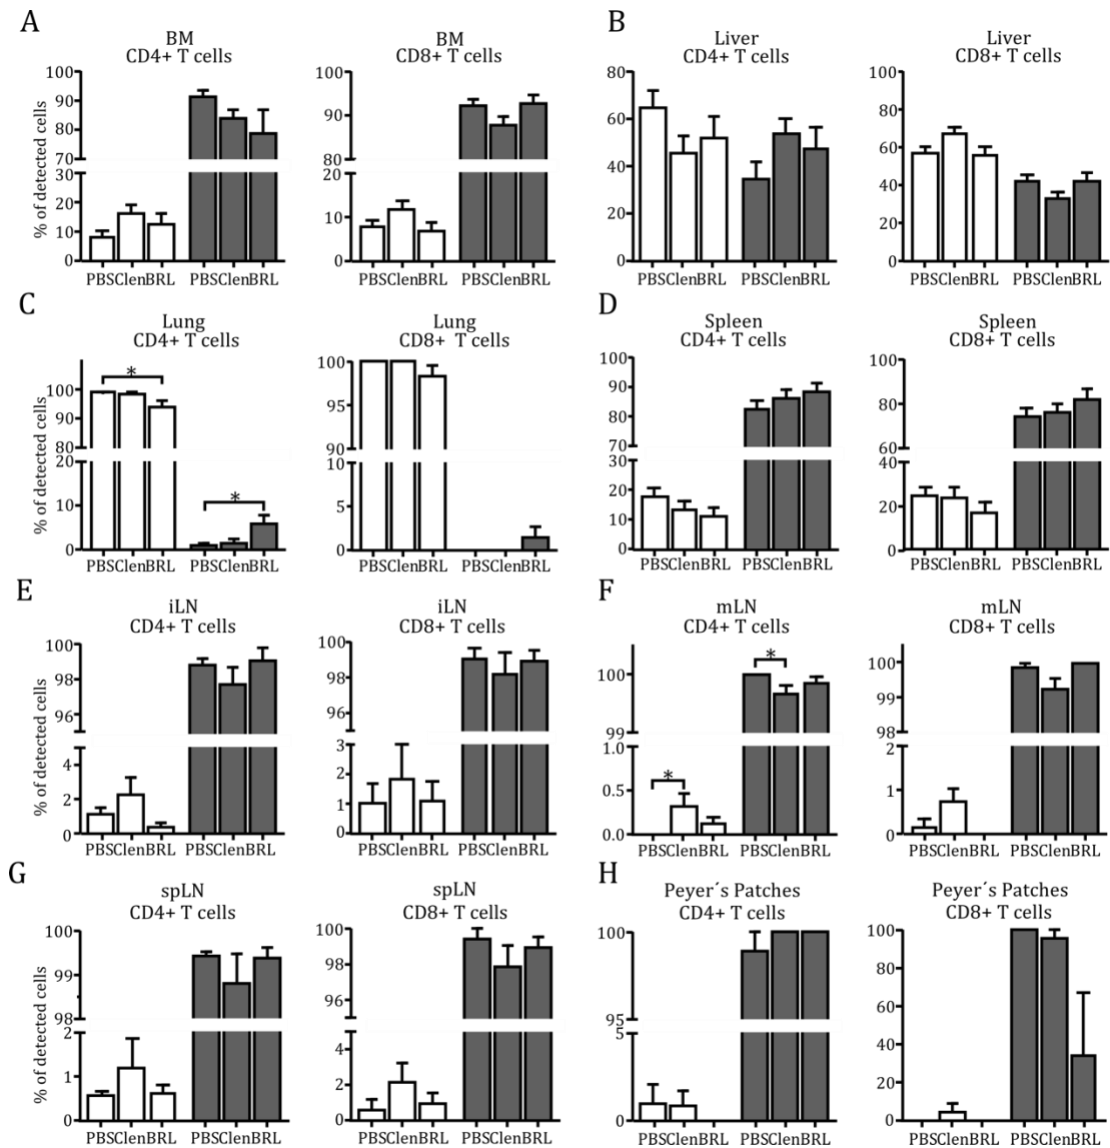 A
BM
CD4+ T cells
% of detected cells
100
90
80
70
30
20
10
0
PBSClenBRL PBSClenBRL
BM
CD8+ T cells
100
90
80
20
10
0
PBSClenBRL PBSClenBRL
B
Liver
CD4+ T cells
80
60
40
20
0
PBSClenBRL PBSClenBRL
Liver
CD8+ T cells
100
80
60
40
20
0
PBSClenBRL PBSClenBRL
C
Lung
CD4+ T cells
% of detected cells
100
90
80
20
10
0
*
*
PBSClenBRL PBSClenBRL
Lung
CD8+ T cells
100
95
90
10
5
0
PBSClenBRL PBSClenBRL
D
Spleen
CD4+ T cells
100
90
80
70
30
20
10
0
PBSClenBRL PBSClenBRL
Spleen
CD8+ T cells
100
80
60
40
20
0
PBSClenBRL PBSClenBRL
E
iLN
CD4+ T cells
% of detected cells
100
98
96
94
4
2
0
PBSClenBRL PBSClenBRL
iLN
CD8+ T cells
100
98
96
94
3
2
1
0
PBSClenBRL PBSClenBRL
F
mLN
CD4+ T cells
100
99
1.0
0.5
0.0
*
*
PBSClenBRL PBSClenBRL
mLN
CD8+ T cells
100
99
98
2
1
0
PBSClenBRL PBSClenBRL
G
spLN
CD4+ T cells
% of detected cells
100
99
98
2
1
0
PBSClenBRL PBSClenBRL
spLN
CD8+ T cells
100
98
96
4
2
0
PBSClenBRL PBSClenBRL
H
Peyer´s Patches
CD4+ T cells
100
95
5
0
PBSClenBRL PBSClenBRL
Peyer´s Patches
CD8+ T cells
100
80
60
40
20
0
PBSClenBRL PBSClenBRL